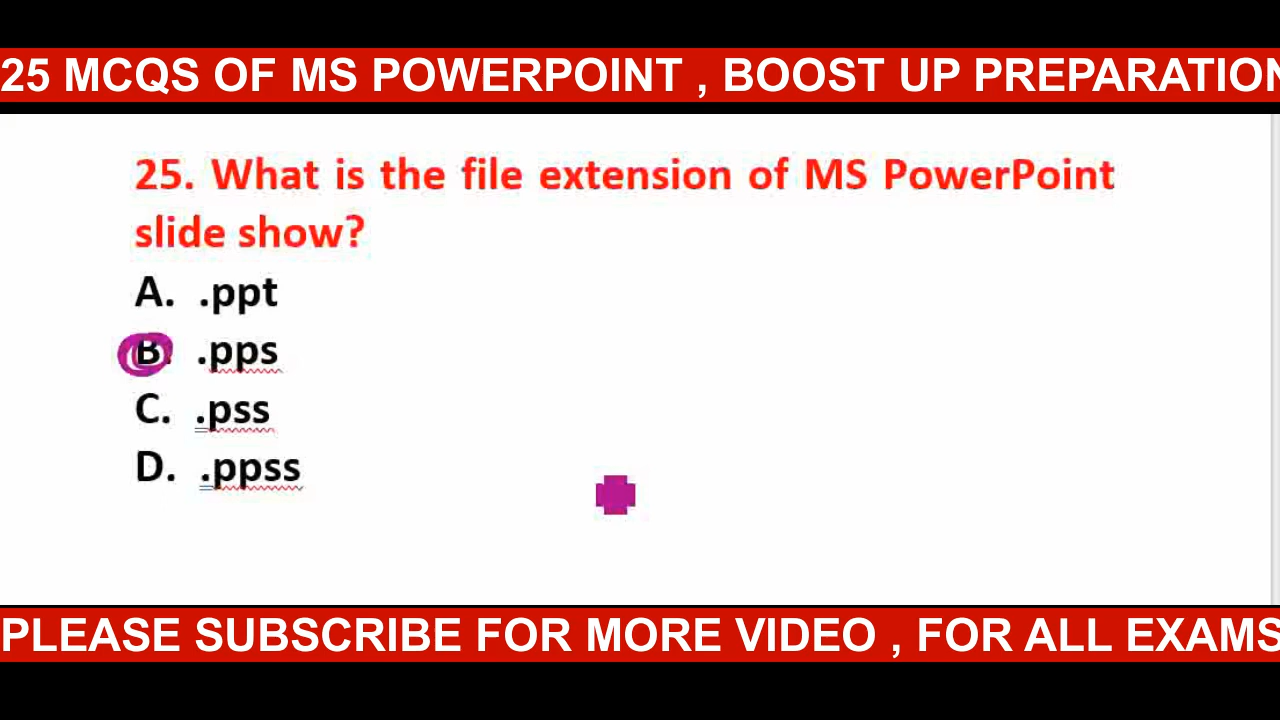 25 MCQS OF MS POWERPOINT , BOOST UP PREPARATION
25. What is the file extension of MS PowerPoint
slide show?
A. .ppt
B. .pps
C. .pss
D. .ppss
PLEASE SUBSCRIBE FOR MORE VIDEO , FOR ALL EXAMS